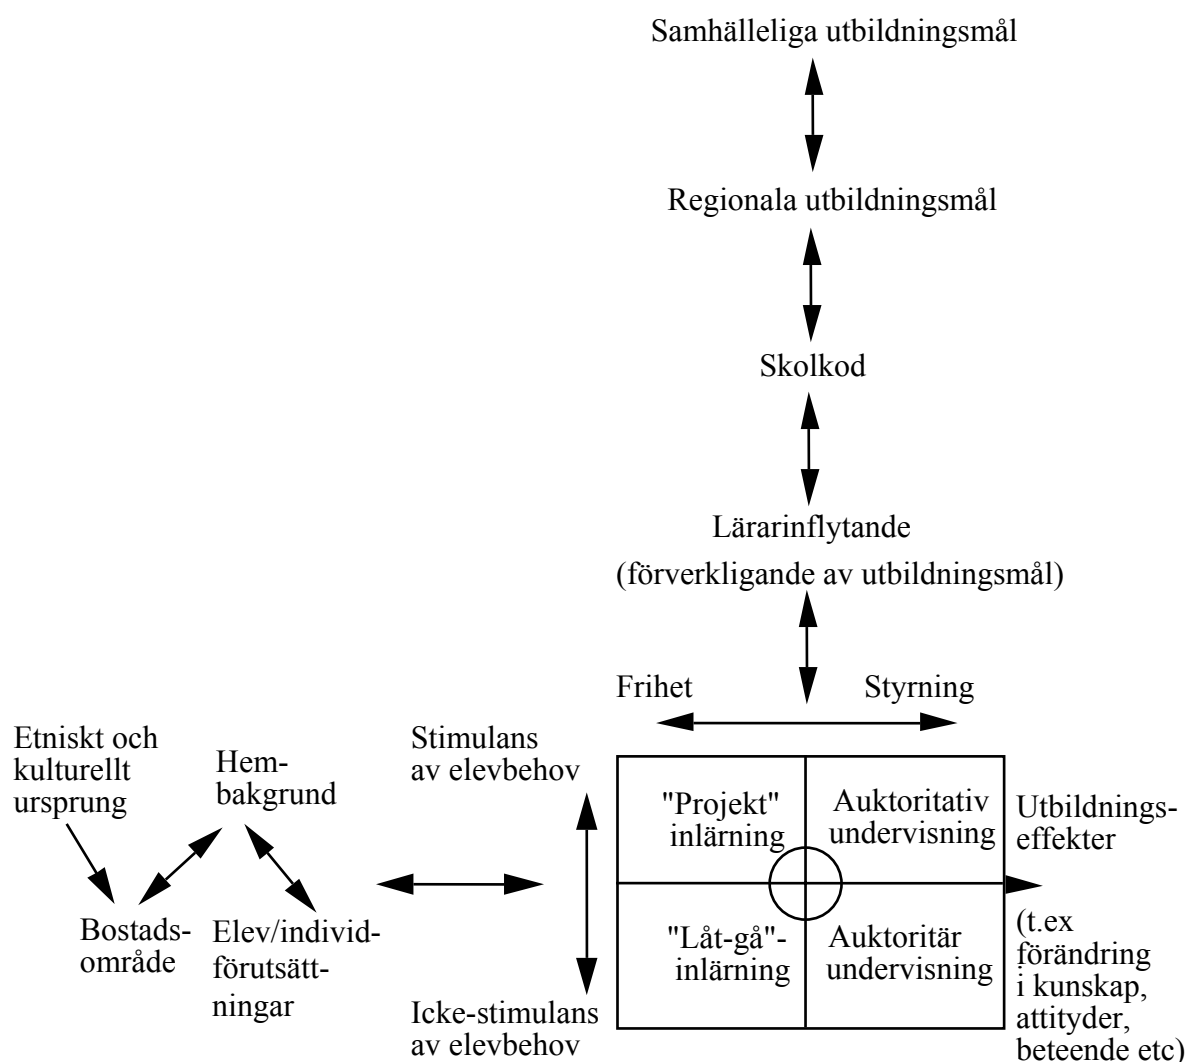 Samhälleliga utbildningsmål
Regionala utbildningsmål
Skolkod
Lärarinflytande
(förverkligande av utbildningsmål)
Frihet
Styrning
Etniskt och
kulturellt
ursprung
Hem-
bakgrund
Bostads-
område
Elev/individ-
förutsätt-
ningar
Stimulans
av elevbehov
Icke-stimulans
av elevbehov
"Projekt"
inlärning
Auktoritativ
undervisning
"Låt-gå"-
inlärning
Auktoritär
undervisning
Utbildnings-
effekter
(t.ex
förändring
i kunskap,
attityder,
beteende etc)